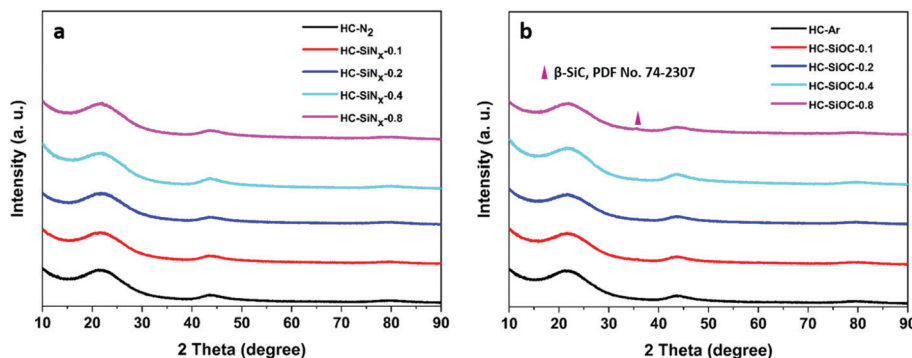 a
HC-N₂
HC-SiNₓ-0.1
HC-SiNₓ-0.2
HC-SiNₓ-0.4
HC-SiNₓ-0.8
Intensity (a. u.)
10 20 30 40 50 60 70 80 90
2 Theta (degree)
b
HC-Ar
HC-SiOC-0.1
HC-SiOC-0.2
HC-SiOC-0.4
HC-SiOC-0.8
β-SiC, PDF No. 74-2307
Intensity (a. u.)
10 20 30 40 50 60 70 80 90
2 Theta (degree)